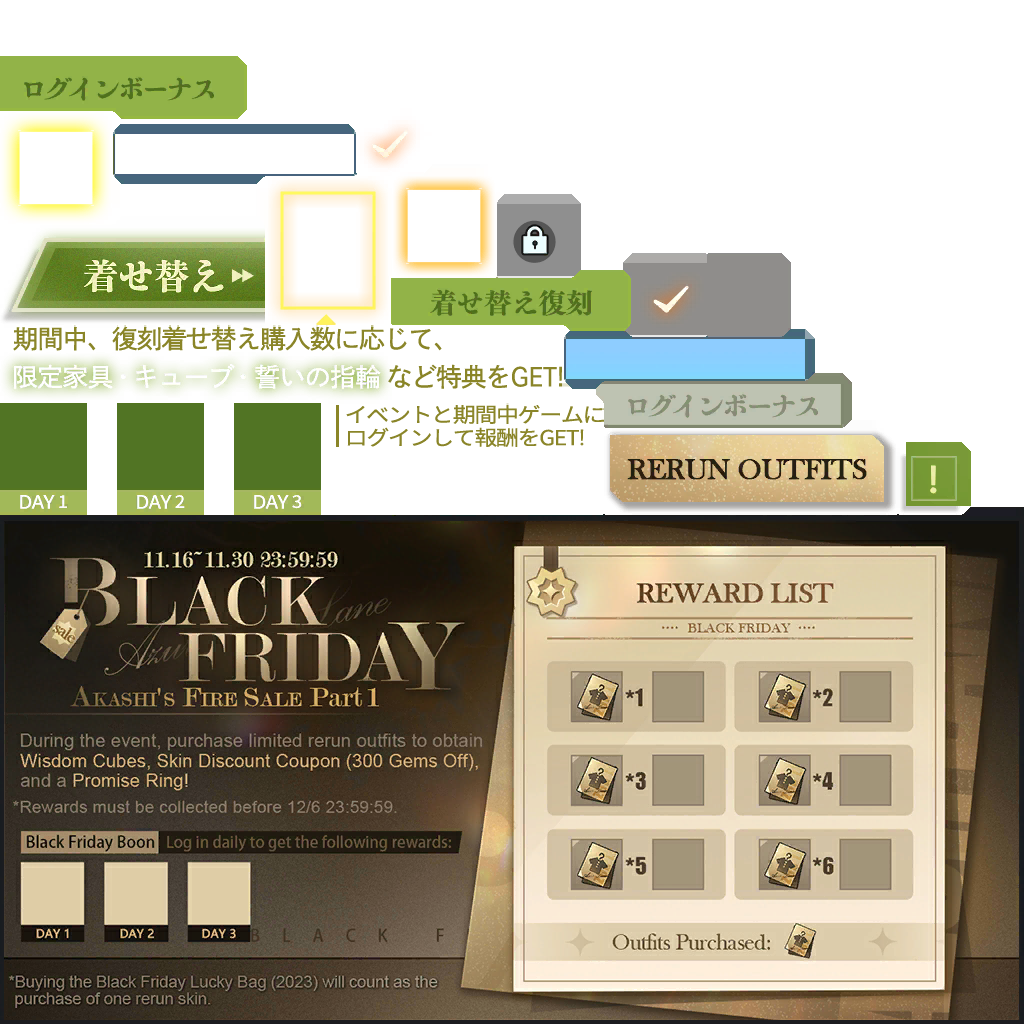 ログインボーナス
着せ替え
着せ替え復刻
期間中、復刻着せ替え購入数に応じて、
限定家具・キューブ・誓いの指輪 など特典をGET!
イベントと期間中ゲームに
ログインして報酬をGET!
ログインボーナス
RERUN OUTFITS
!
DAY 1
DAY 2
DAY 3
11.16~11.30 23:59:59
BLACK
FRIDAY
Azur Lane
sale
AKASHI'S FIRE SALE Part 1
During the event, purchase limited rerun outfits to obtain
Wisdom Cubes, Skin Discount Coupon (300 Gems Off),
and a Promise Ring!
*Rewards must be collected before 12/6 23:59:59.
Black Friday Boon Log in daily to get the following rewards:
DAY 1
DAY 2
DAY 3
BLACK F
*Buying the Black Friday Lucky Bag (2023) will count as the
purchase of one rerun skin.
REWARD LIST
BLACK FRIDAY
*1
*2
*3
*4
*5
*6
Outfits Purchased: